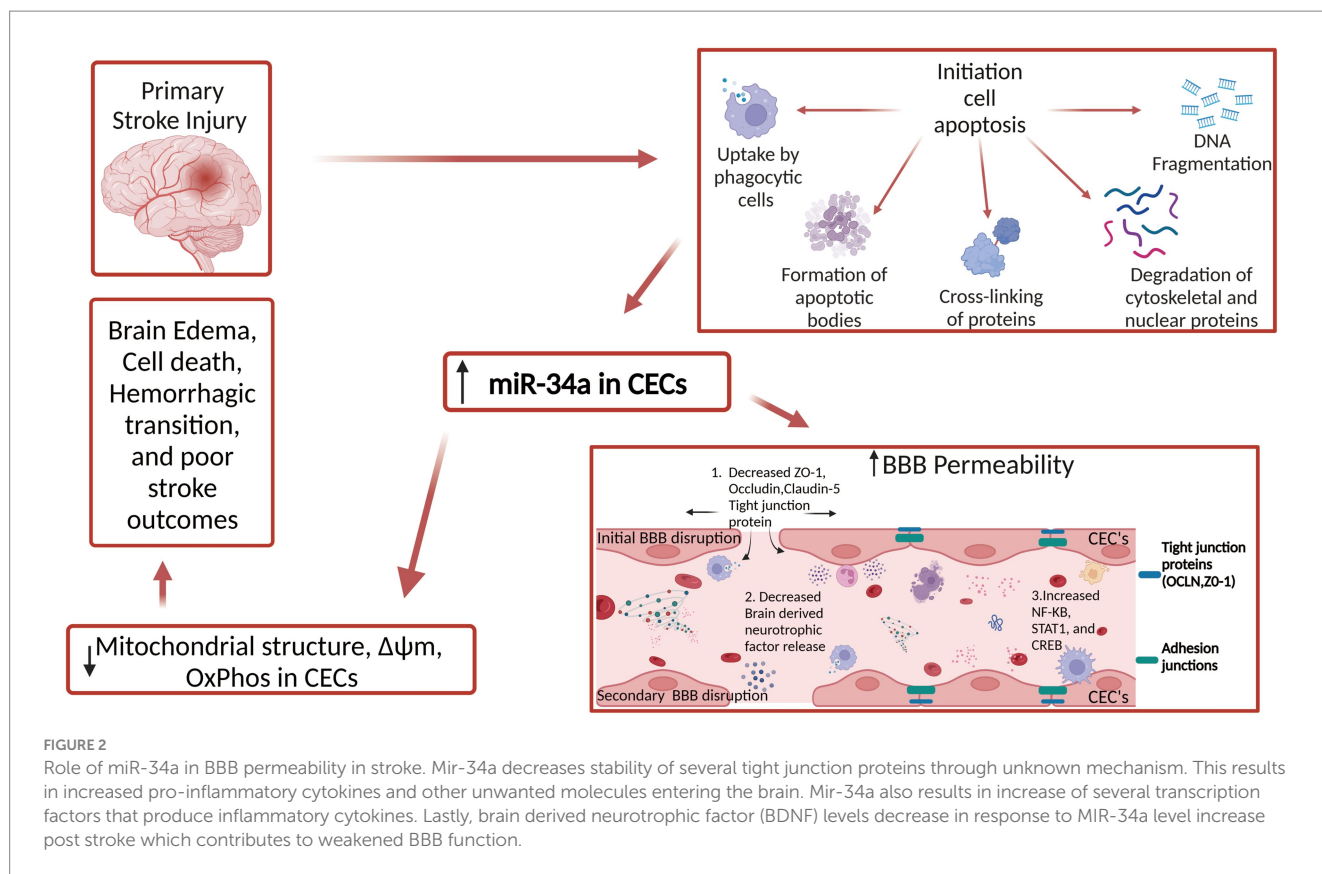 Primary
Stroke Injury
Initiation
cell
apoptosis
Uptake by
phagocytic
cells
DNA
Fragmentation
Formation of
apoptotic
bodies
Cross-linking
of proteins
Degradation of
cytoskeletal and
nuclear proteins
Brain Edema,
Cell death,
Hemorrhagic
transition,
and poor
stroke
outcomes
miR-34a in CECs
Mitochondrial structure, Δψm,
OxPhos in CECs
BBB Permeability
1. Decreased ZO-1,
Occludin,Claudin-5
Tight junction
protein
Initial BBB disruption
CEC's
2. Decreased
Brain derived
neurotrophic
factor release
3.Increased
NF-KB,
STAT1, and
CREB
Secondary BBB disruption
CEC's
Tight junction
proteins
(OCLN,Z0-1)
Adhesion
junctions
FIGURE 2
Role of miR-34a in BBB permeability in stroke. Mir-34a decreases stability of several tight junction proteins through unknown mechanism. This results
in increased pro-inflammatory cytokines and other unwanted molecules entering the brain. Mir-34a also results in increase of several transcription
factors that produce inflammatory cytokines. Lastly, brain derived neurotrophic factor (BDNF) levels decrease in response to MIR-34a level increase
post stroke which contributes to weakened BBB function.